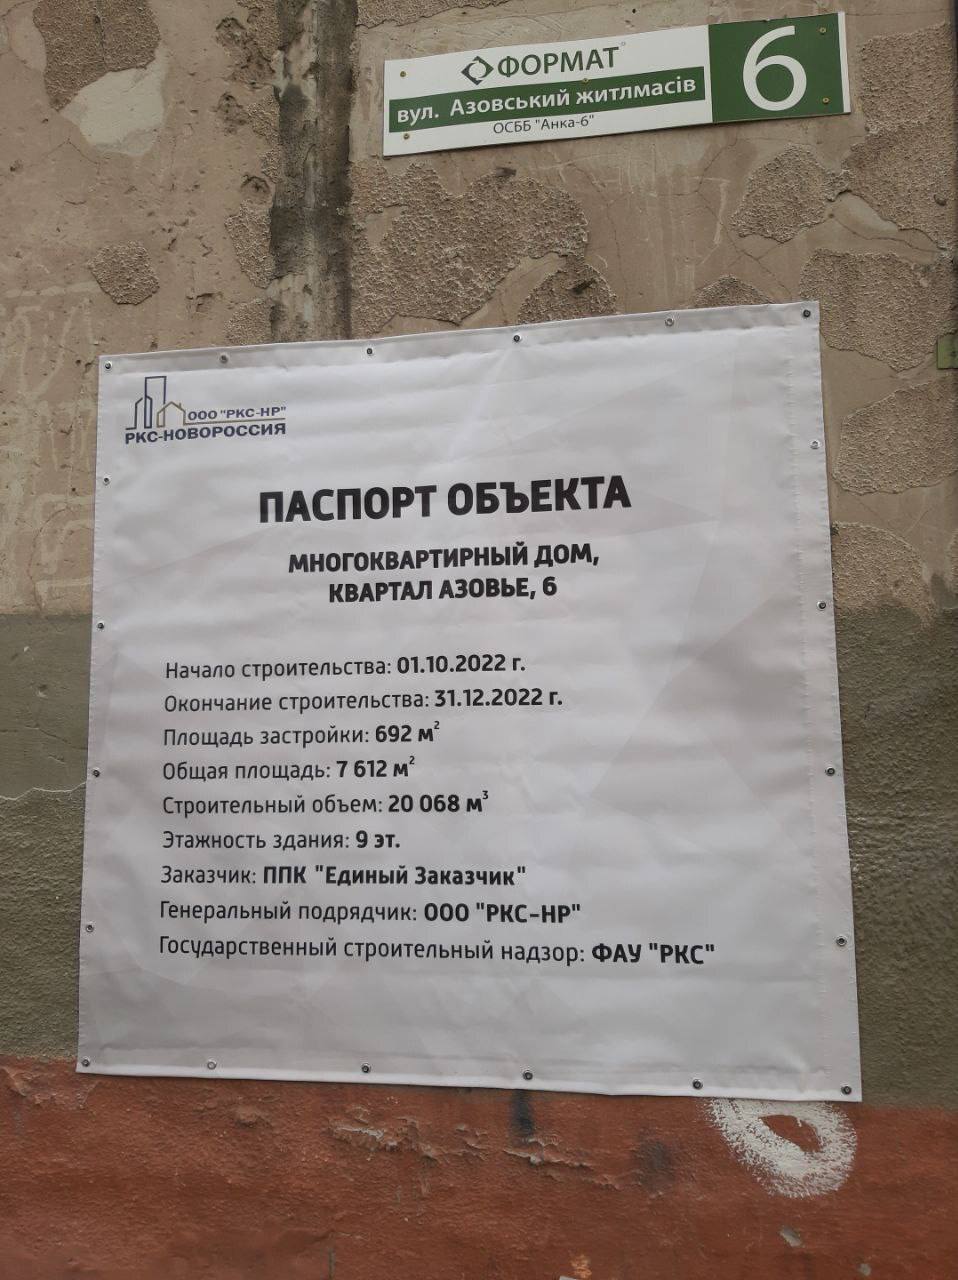 ФОРМАТ
вул. Азовський житлмасів
ОСББ "Анка-6"
6
ООО "РКС-НР"
РКС-НОВОРОССИЯ
ПАСПОРТ ОБЪЕКТА
МНОГОКВАРТИРНЫЙ ДОМ,
КВАРТАЛ АЗОВЬЕ, 6
Начало строительства: 01.10.2022 г.
Окончание строительства: 31.12.2022 г.
Площадь застройки: 692 м²
Общая площадь: 7 612 м²
Строительный объем: 20 068 м³
Этажность здания: 9 эт.
Заказчик: ППК "Единый Заказчик"
Генеральный подрядчик: ООО "РКС-НР"
Государственный строительный надзор: ФАУ "РКС"